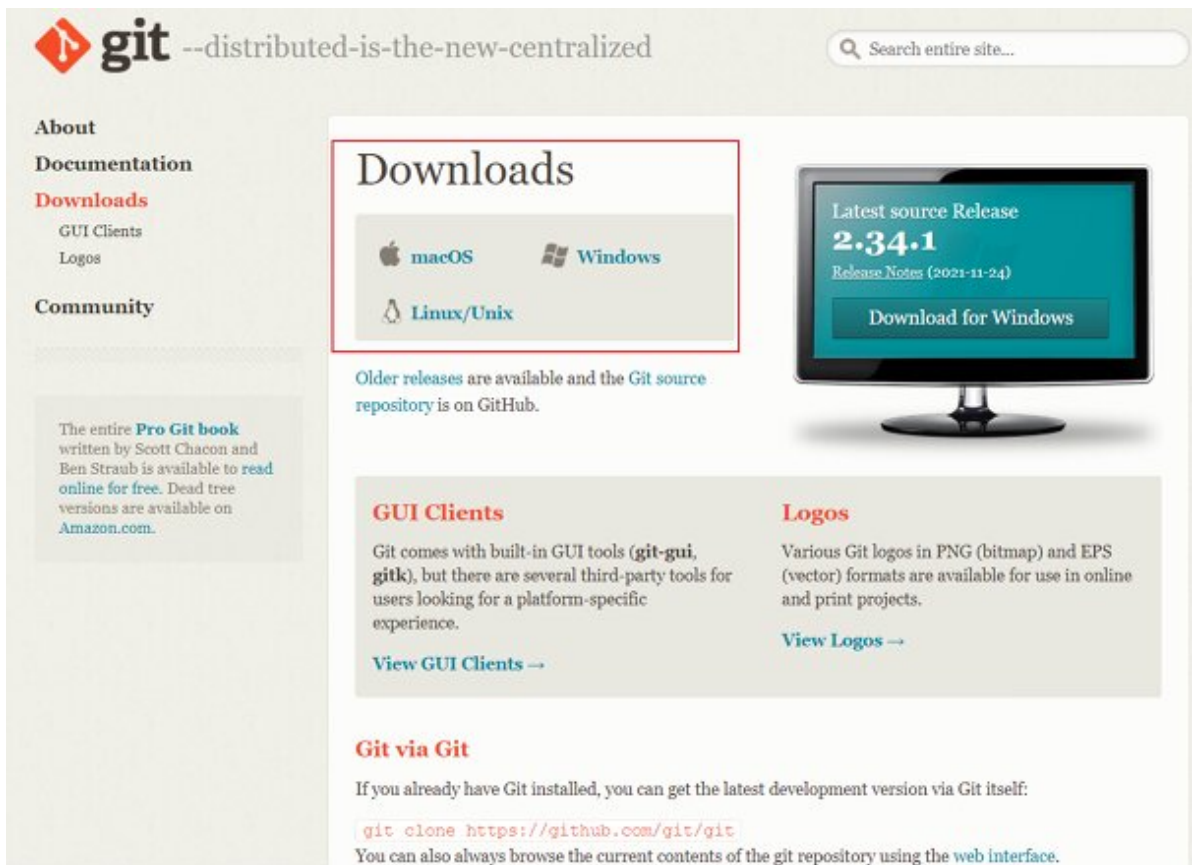 git --distributed-is-the-new-centralized
Search entire site...
About
Documentation
Downloads
GUI Clients
Logos
Community
The entire Pro Git book
written by Scott Chacon and
Ben Straub is available to read
online for free. Dead tree
versions are available on
Amazon.com.
Downloads
macOS
Windows
Linux/Unix
Older releases are available and the Git source
repository is on GitHub.
Latest source Release
2.34.1
Release Notes (2021-11-24)
Download for Windows
GUI Clients
Git comes with built-in GUI tools (git-gui,
gitk), but there are several third-party tools for
users looking for a platform-specific
experience.
View GUI Clients →
Logos
Various Git logos in PNG (bitmap) and EPS
(vector) formats are available for use in online
and print projects.
View Logos →
Git via Git
If you already have Git installed, you can get the latest development version via Git itself:
git clone https://github.com/git/git
You can also always browse the current contents of the git repository using the web interface.